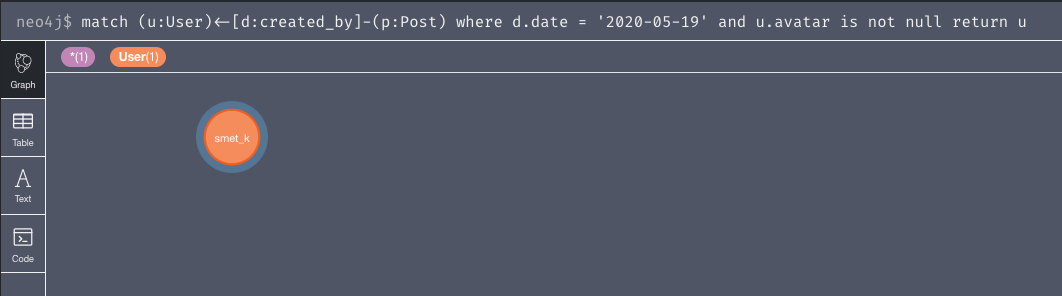 neo4j$ match (u:User)<-[d:created_by]-(p:Post) where d.date = '2020-05-19' and u.avatar is not null return u
*(1) User(1)
Graph
smet_k
Table
A
Text
Code